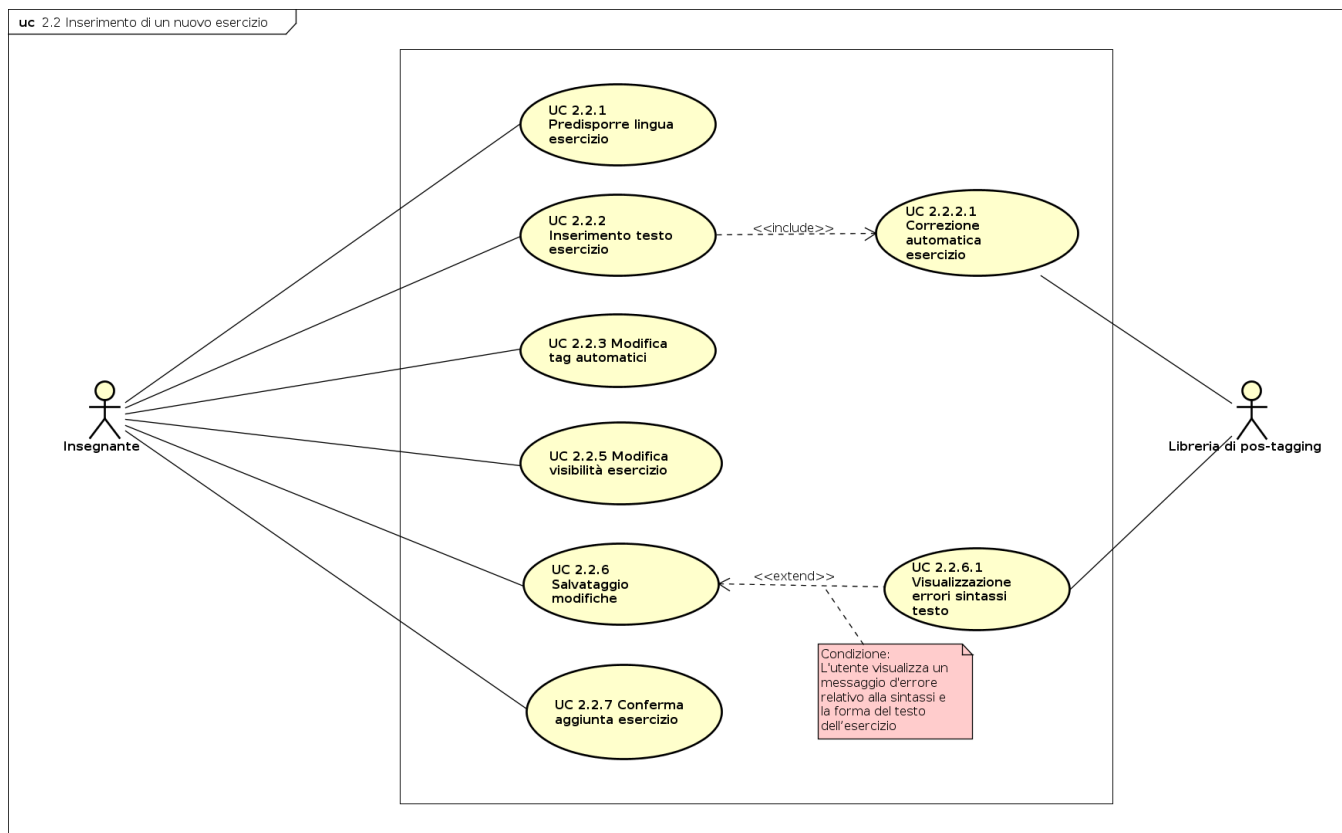 uc 2.2 Inserimento di un nuovo esercizio
UC 2.2.1
Predisporre lingua
esercizio
UC 2.2.2
Inserimento testo
esercizio
<<include>>
UC 2.2.2.1
Correzione
automatica
esercizio
UC 2.2.3 Modifica
tag automatici
Insegnante
Libreria di pos-tagging
UC 2.2.5 Modifica
visibilità esercizio
UC 2.2.6
Salvataggio
modifiche
<<extend>>
UC 2.2.6.1
Visualizzazione
errori sintassi
testo
Condizione:
L'utente visualizza un
messaggio d'errore
relativo alla sintassi e
la forma del testo
dell'esercizio
UC 2.2.7 Conferma
aggiunta esercizio